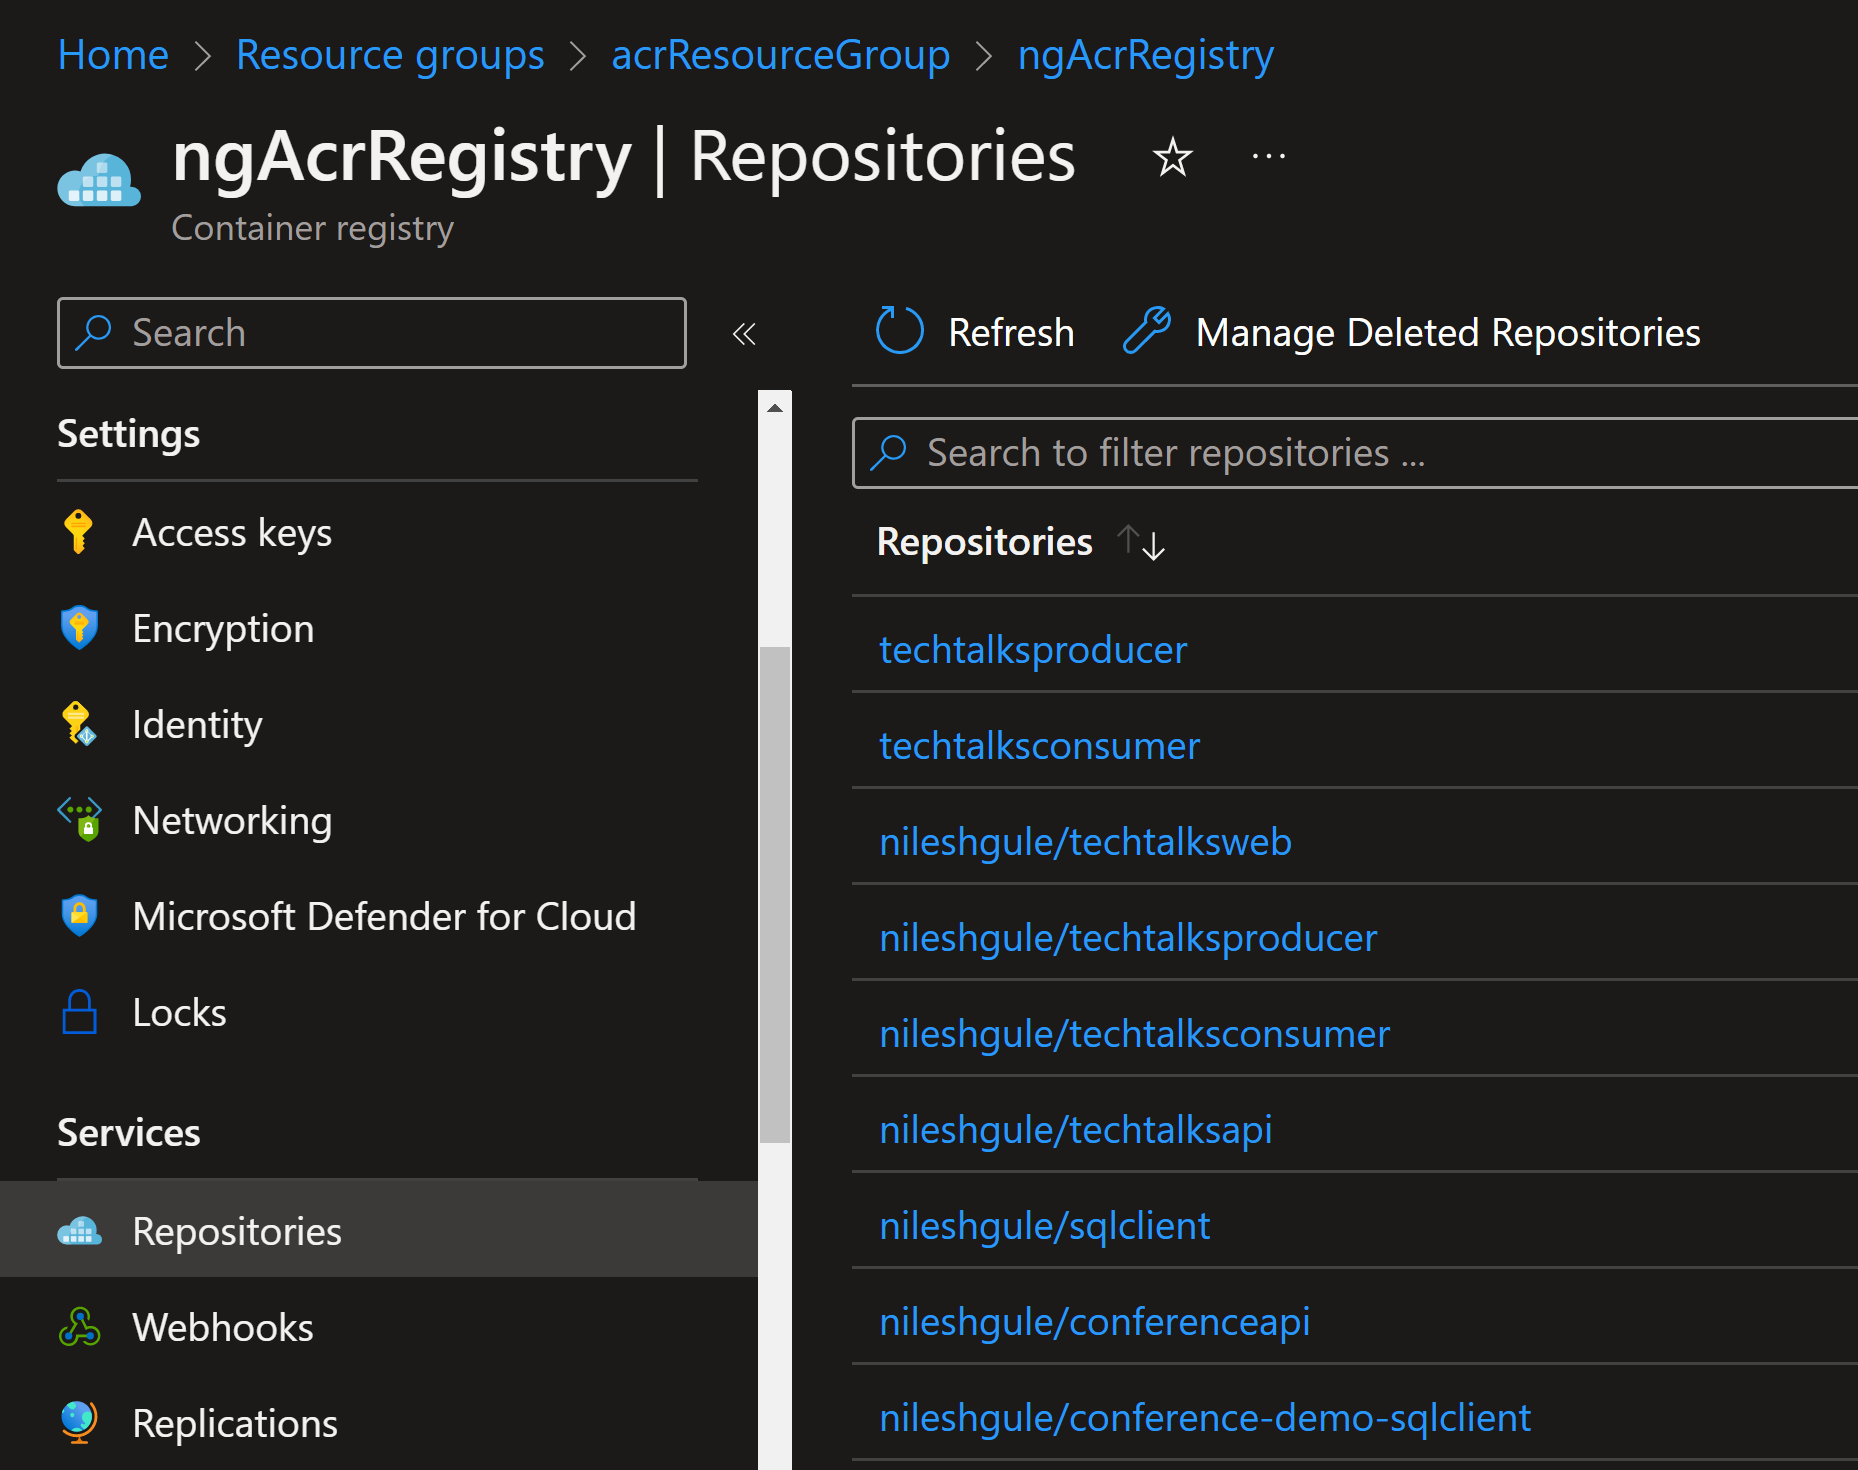 Home > Resource groups > acrResourceGroup > ngAcrRegistry
ngAcrRegistry | Repositories
Container registry
Search
Settings
Access keys
Encryption
Identity
Networking
Microsoft Defender for Cloud
Locks
Services
Repositories
Webhooks
Replications
Refresh
Manage Deleted Repositories
Search to filter repositories ...
Repositories
techtalksproducer
techtalksconsumer
nileshgule/techtalksweb
nileshgule/techtalksproducer
nileshgule/techtalksconsumer
nileshgule/techtalksapi
nileshgule/sqlclient
nileshgule/conferenceapi
nileshgule/conference-demo-sqlclient